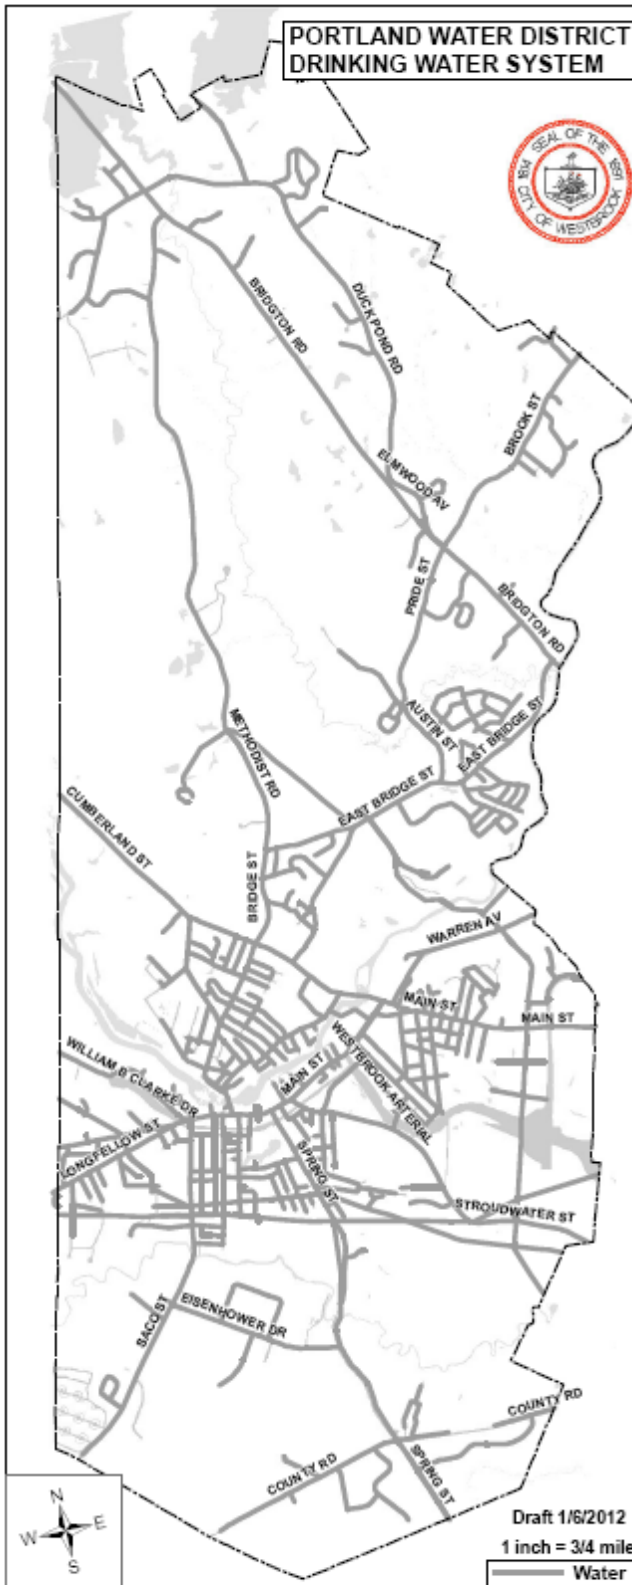 PORTLAND WATER DISTRICT
DRINKING WATER SYSTEM
SEAL OF THE
1814
1891
CITY OF WESTBROOK
BRIDGTON RD
DUCK POND RD
BROOK ST
ELMWOOD AV
PRIDE ST
BRIDGTON RD
METHODIST RD
AUSTIN ST
EAST BRIDGE ST
EAST BRIDGE ST
CUMBERLAND ST
BRIDGE ST
WARREN AV
MAIN ST
MAIN ST
WILLIAM B CLARKE DR
MAIN ST
WESTBROOK ARTERIAL
LONGFELLOW ST
SPRING ST
STROUDWATER ST
SACO ST
EISENHOWER DR
COUNTY RD
COUNTY RD
SPRING ST
N
W
E
S
Draft 1/6/2012
1 inch = 3/4 mile
Water